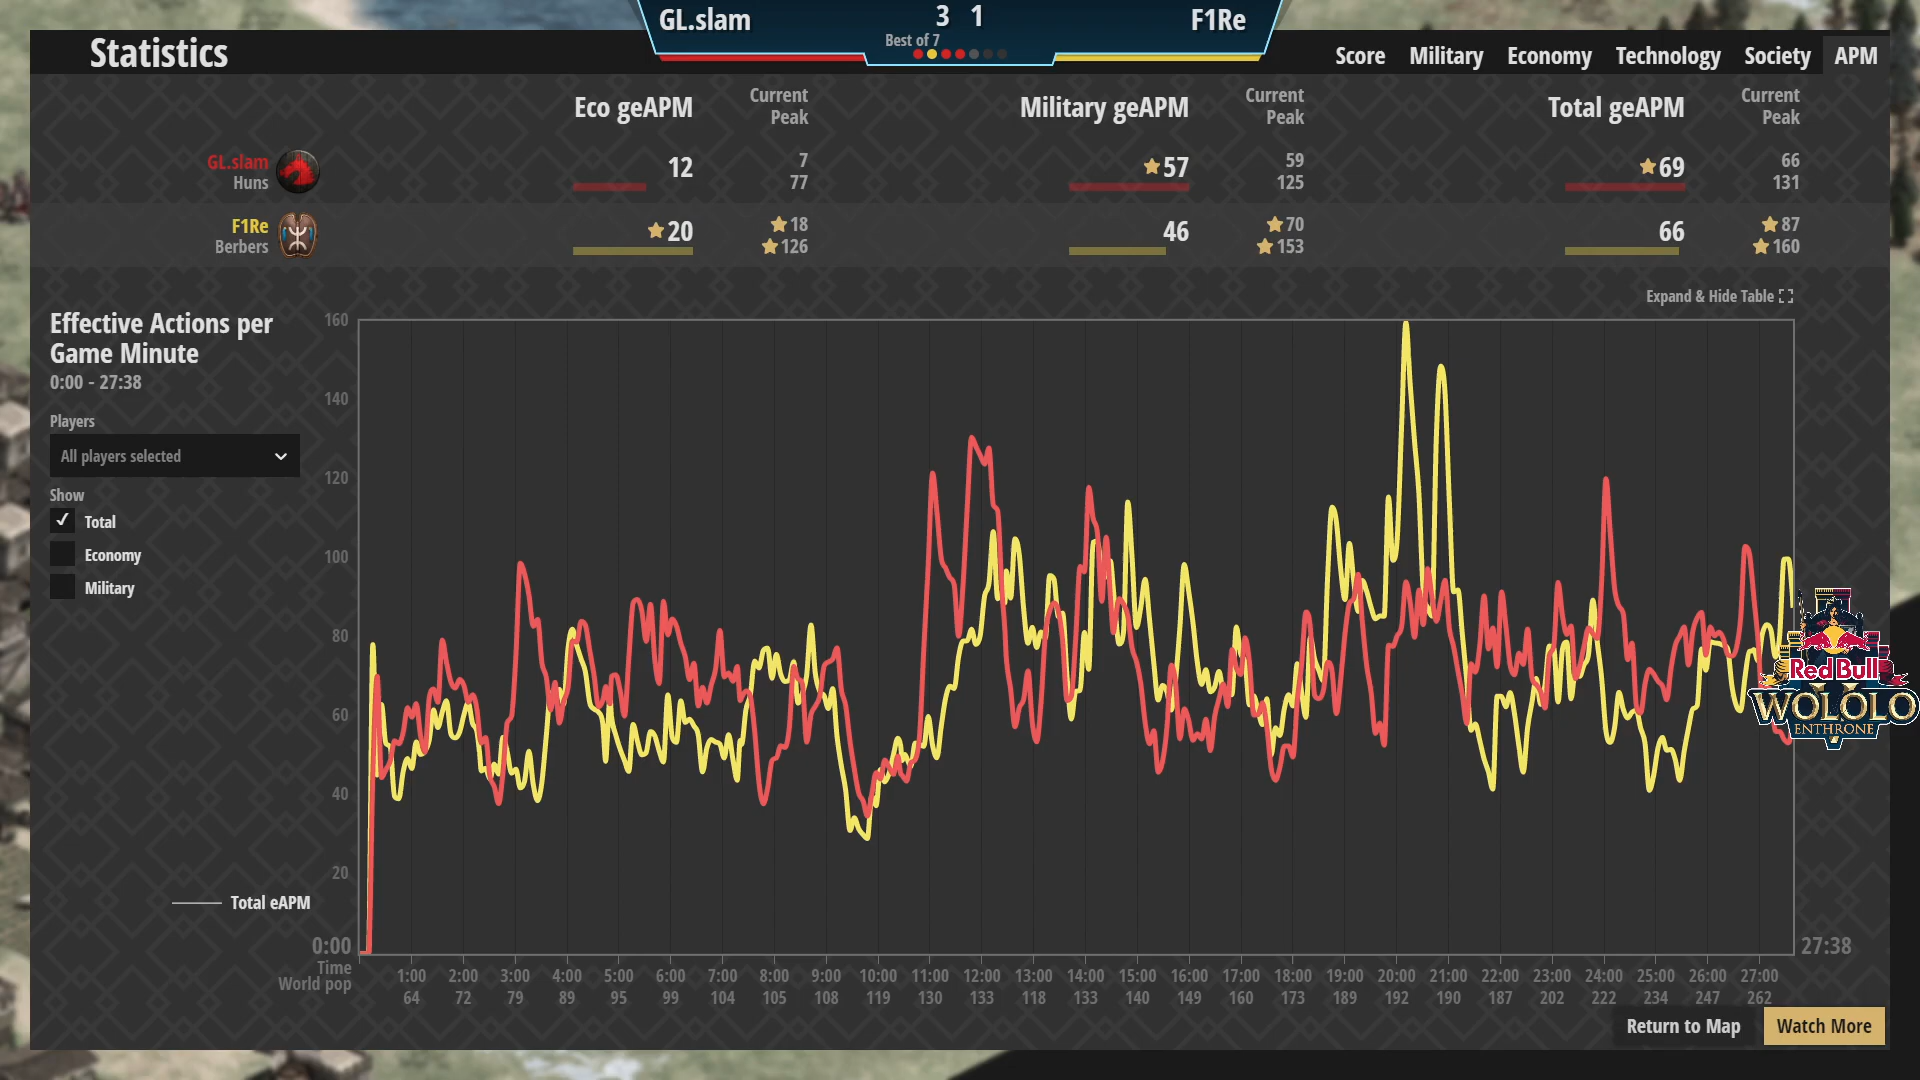 GL.slam 3 1 F1Re
Best of 7
Statistics
Score Military Economy Technology Society APM
Eco geAPM Current Peak Military geAPM Current Peak Total geAPM Current Peak
GL.slam
Huns
12 7 77 57 59 125 69 66 131
F1Re
Berbers
20 18 126 46 70 153 66 87 160
Expand & Hide Table
Effective Actions per
Game Minute
0:00 - 27:38
Players
All players selected
Show
Total
Economy
Military
Total eAPM
160
140
120
100
80
60
40
20
0:00 27:38
Time 1:00 2:00 3:00 4:00 5:00 6:00 7:00 8:00 9:00 10:00 11:00 12:00 13:00 14:00 15:00 16:00 17:00 18:00 19:00 20:00 21:00 22:00 23:00 24:00 25:00 26:00 27:00
World pop 64 72 79 89 95 99 104 105 108 119 130 133 118 133 140 149 160 173 189 192 190 187 202 222 234 247 262
Red Bull
WOLOLO
ENTHRONE
Return to Map Watch More